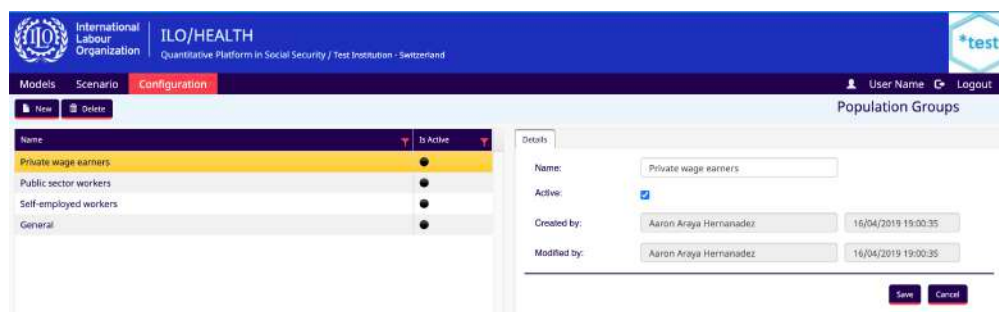 International
Labour
Organization
ILO/HEALTH
Quantitative Platform in Social Security / Test Institution - Switzerland
*test
Models Scenario Configuration User Name Logout
New Delete Population Groups
Name Is Active
Private wage earners
Public sector workers
Self-employed workers
General
Details
Name: Private wage earners
Active:
Created by: Aaron Araya Hernanadez 16/04/2019 19:00:35
Modified by: Aaron Araya Hernanadez 16/04/2019 19:00:35
Save Cancel